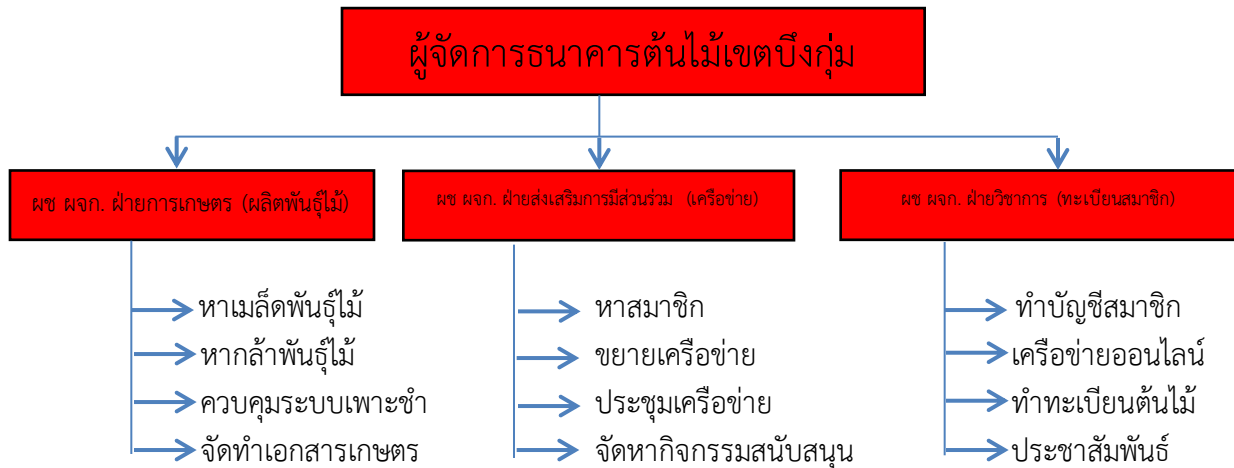 ผู้จัดการธนาคารต้นไม้เขตบึงกุ่ม
ผช ผจก. ฝ่ายการเกษตร (ผลิตพันธุ์ไม้)
ผช ผจก. ฝ่ายส่งเสริมการมีส่วนร่วม (เครือข่าย)
ผช ผจก. ฝ่ายวิชาการ (ทะเบียนสมาชิก)
หาเมล็ดพันธุ์ไม้
หากล้าพันธุ์ไม้
ควบคุมระบบเพาะชำ
จัดทำเอกสารเกษตร
หาสมาชิก
ขยายเครือข่าย
ประชุมเครือข่าย
จัดหากิจกรรมสนับสนุน
ทำบัญชีสมาชิก
เครือข่ายออนไลน์
ทำทะเบียนต้นไม้
ประชาสัมพันธ์